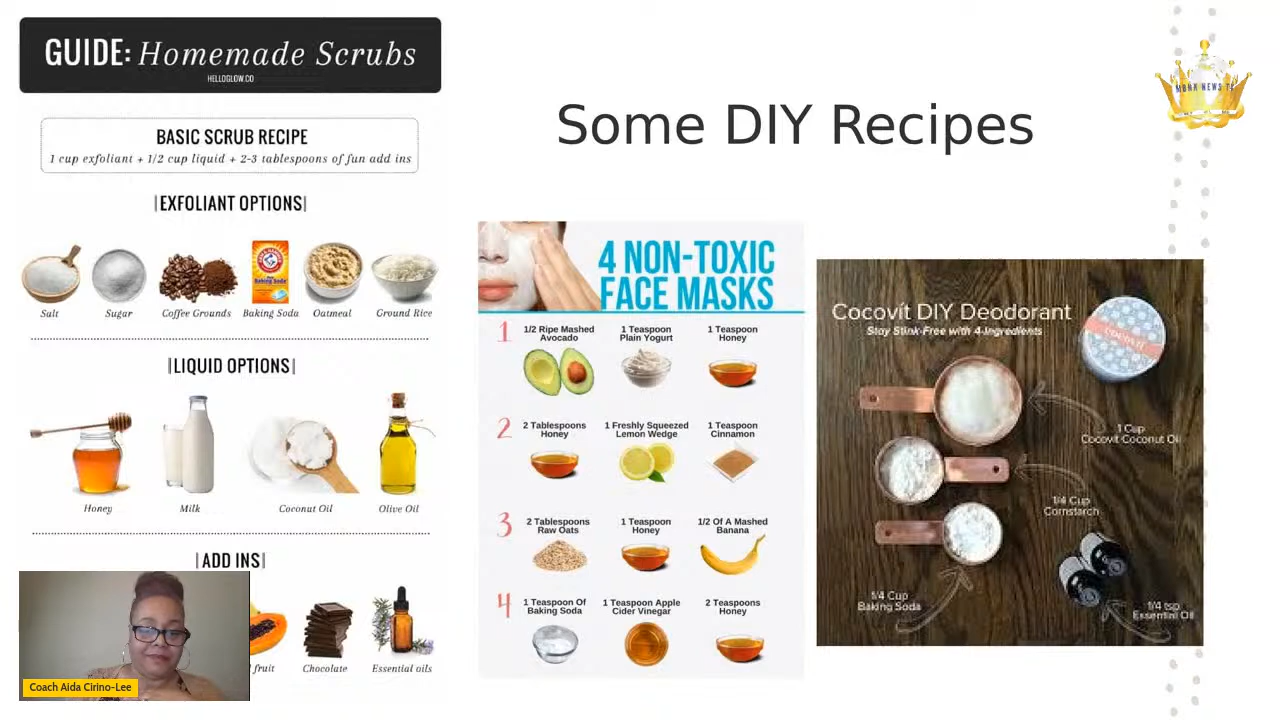 GUIDE: Homemade Scrubs
HELLOGLOW.CO
BASIC SCRUB RECIPE
1 cup exfoliant + 1/2 cup liquid + 2-3 tablespoons of fun add ins
EXFOLIANT OPTIONS
Salt
Sugar
Coffee Grounds
Baking Soda
Oatmeal
Ground Rice
LIQUID OPTIONS
Honey
Milk
Coconut Oil
Olive Oil
ADD INS
fruit
Chocolate
Essential oils
Coach Aida Cirino-Lee
Some DIY Recipes
4 NON-TOXIC
FACE MASKS
1
1/2 Ripe Mashed
Avocado
1 Teaspoon
Plain Yogurt
1 Teaspoon
Honey
2
2 Tablespoons
Honey
1 Freshly Squeezed
Lemon Wedge
1 Teaspoon
Cinnamon
3
2 Tablespoons
Raw Oats
1 Teaspoon
Honey
1/2 Of A Mashed
Banana
4
1 Teaspoon Of
Baking Soda
1 Teaspoon Apple
Cider Vinegar
2 Teaspoons
Honey
Cocovít DIY Deodorant
Stay Stink-Free with 4-Ingredients
COCOVÍT
1 Cup
Cocovit Coconut Oil
1/4 Cup
Cornstarch
1/4 Cup
Baking Soda
1/4 tsp
Essential Oil
MONK NEWS TV